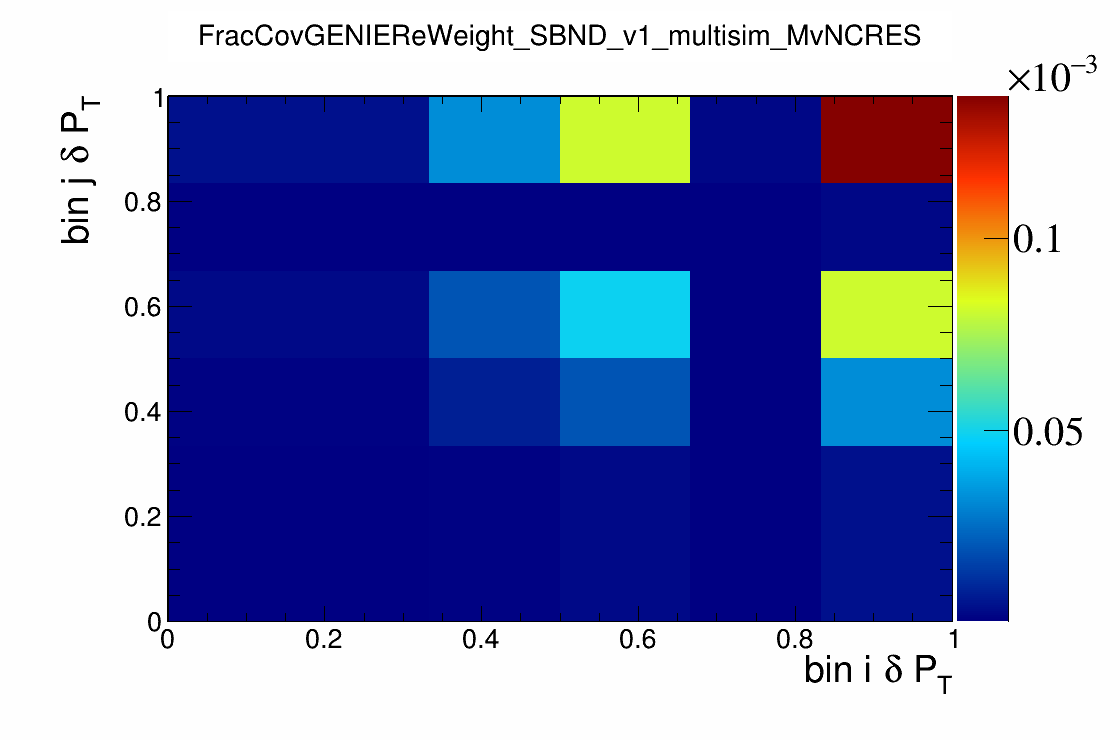 FracCovGENIEReWeight_SBND_v1_multisim_MvNCRES
×10⁻³
bin j δ P_T
1
0.8
0.6
0.4
0.2
0
0 0.2 0.4 0.6 0.8 1
bin i δ P_T
0.1
0.05